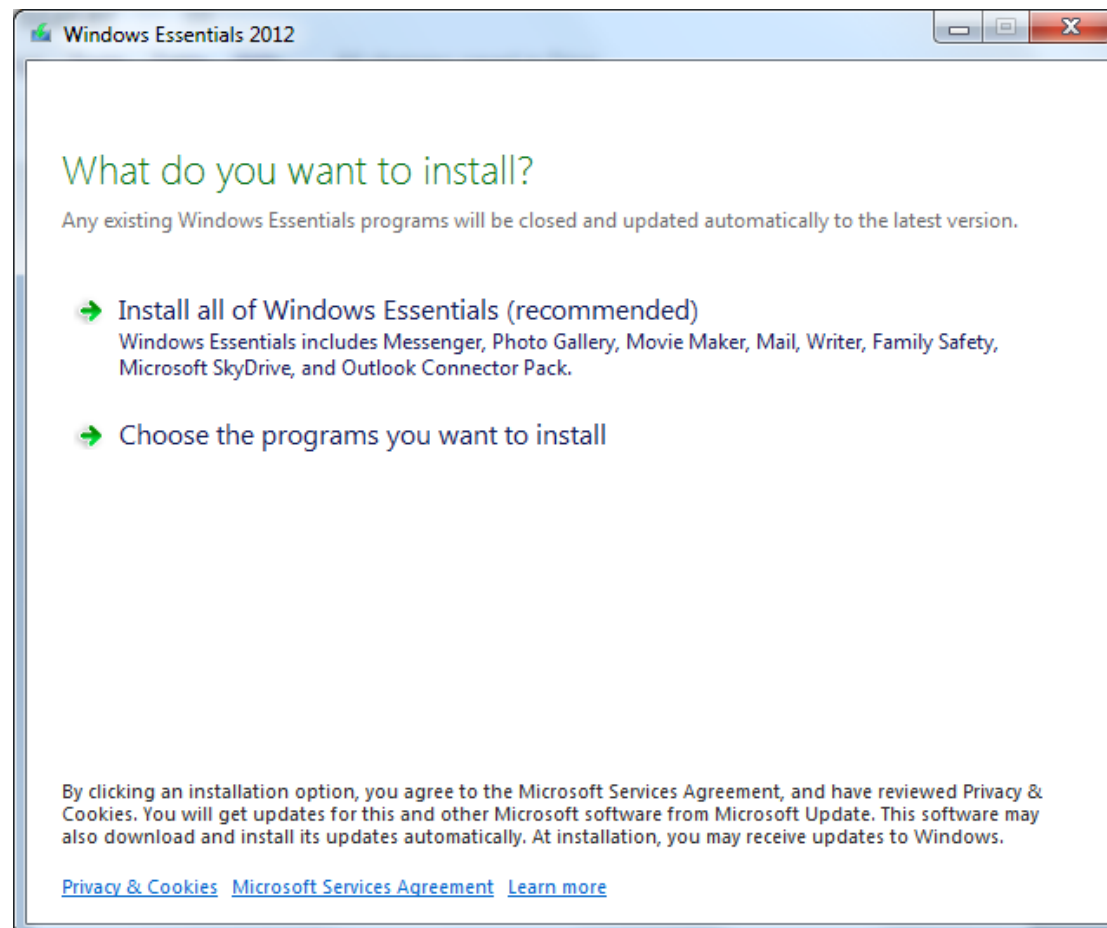 Windows Essentials 2012
What do you want to install?
Any existing Windows Essentials programs will be closed and updated automatically to the latest version.
Install all of Windows Essentials (recommended)
Windows Essentials includes Messenger, Photo Gallery, Movie Maker, Mail, Writer, Family Safety,
Microsoft SkyDrive, and Outlook Connector Pack.
Choose the programs you want to install
By clicking an installation option, you agree to the Microsoft Services Agreement, and have reviewed Privacy &
Cookies. You will get updates for this and other Microsoft software from Microsoft Update. This software may
also download and install its updates automatically. At installation, you may receive updates to Windows.
Privacy & Cookies Microsoft Services Agreement Learn more